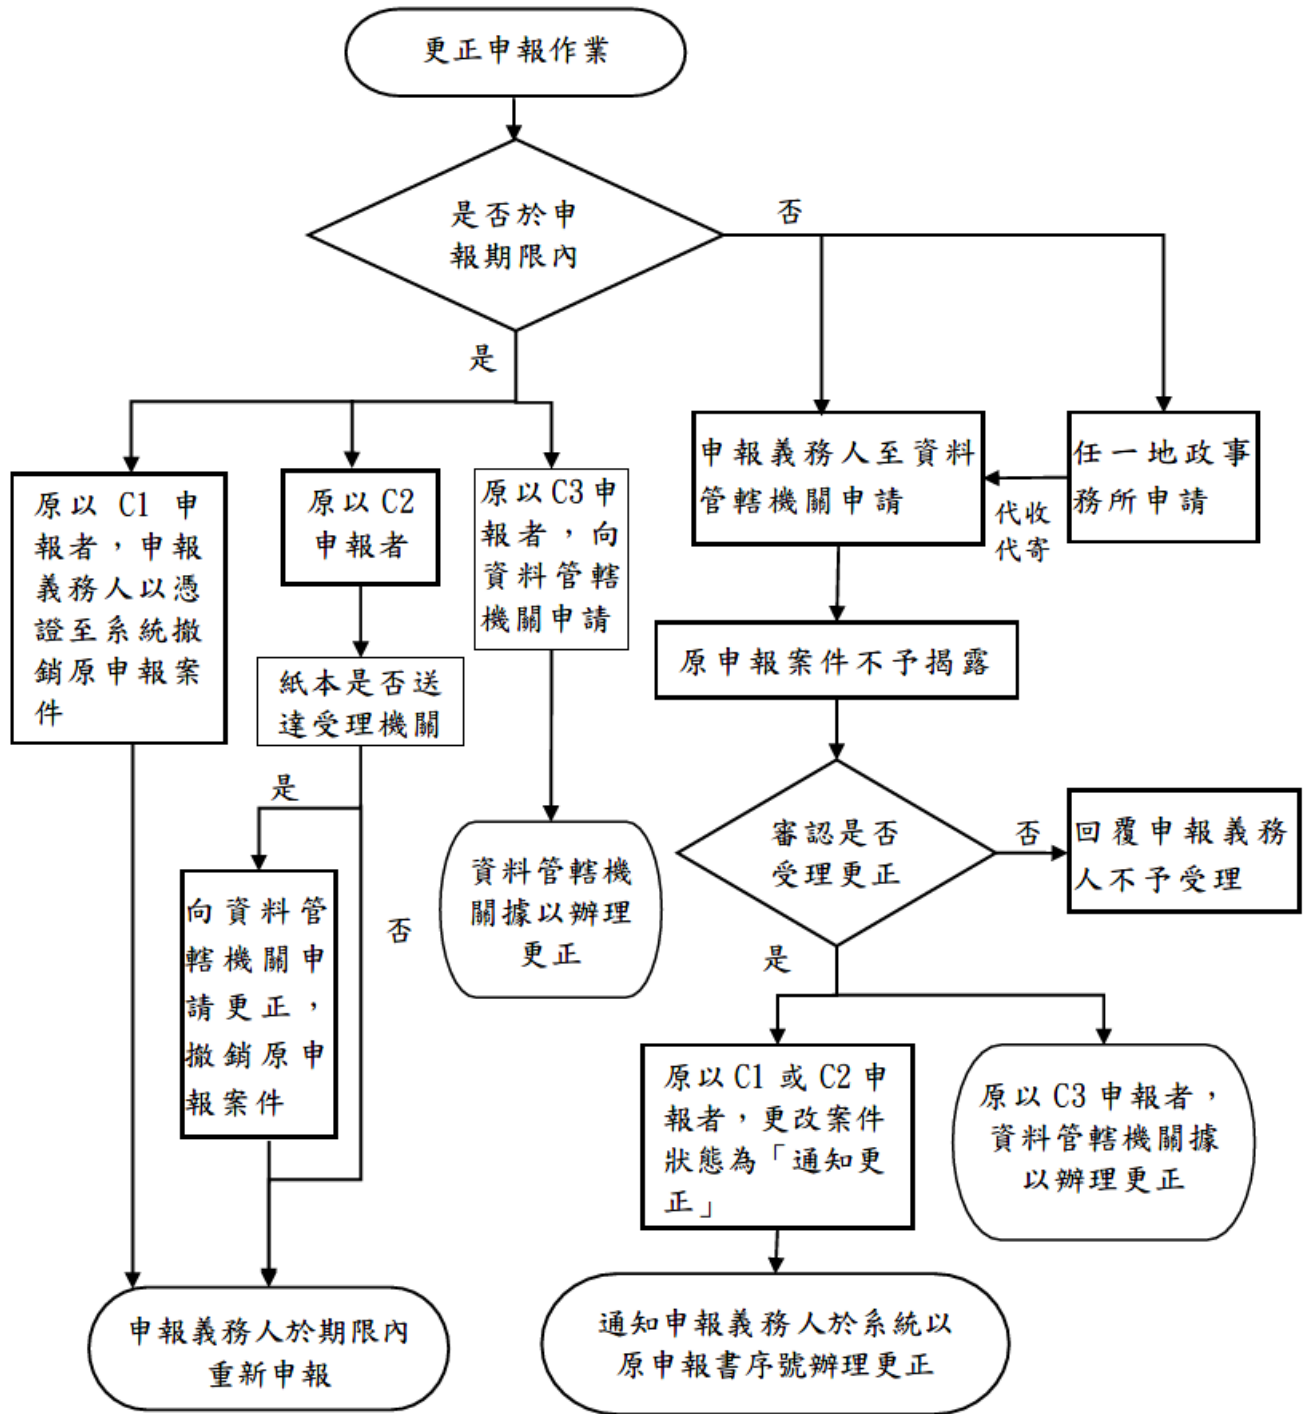 更正申報作業
是否於申
報期限內
否
是
原以 C1 申
報者，申報
義務人以憑
證至系統撤
銷原申報案
件
原以 C2
申報者
原以 C3 申
報者，向
資料管轄
機關申請
申報義務人至資料
管轄機關申請
代收
代寄
任一地政事
務所申請
紙本是否送
達受理機關
原申報案件不予揭露
是
否
向資料管
轄機關申
請更正，
撤銷原申
報案件
資料管轄機
關據以辦理
更正
審認是否
受理更正
否
回覆申報義務
人不予受理
是
原以 C1 或 C2 申
報者，更改案件
狀態為「通知更
正」
原以 C3 申報者，
資料管轄機關據
以辦理更正
申報義務人於期限內
重新申報
通知申報義務人於系統以
原申報書序號辦理更正